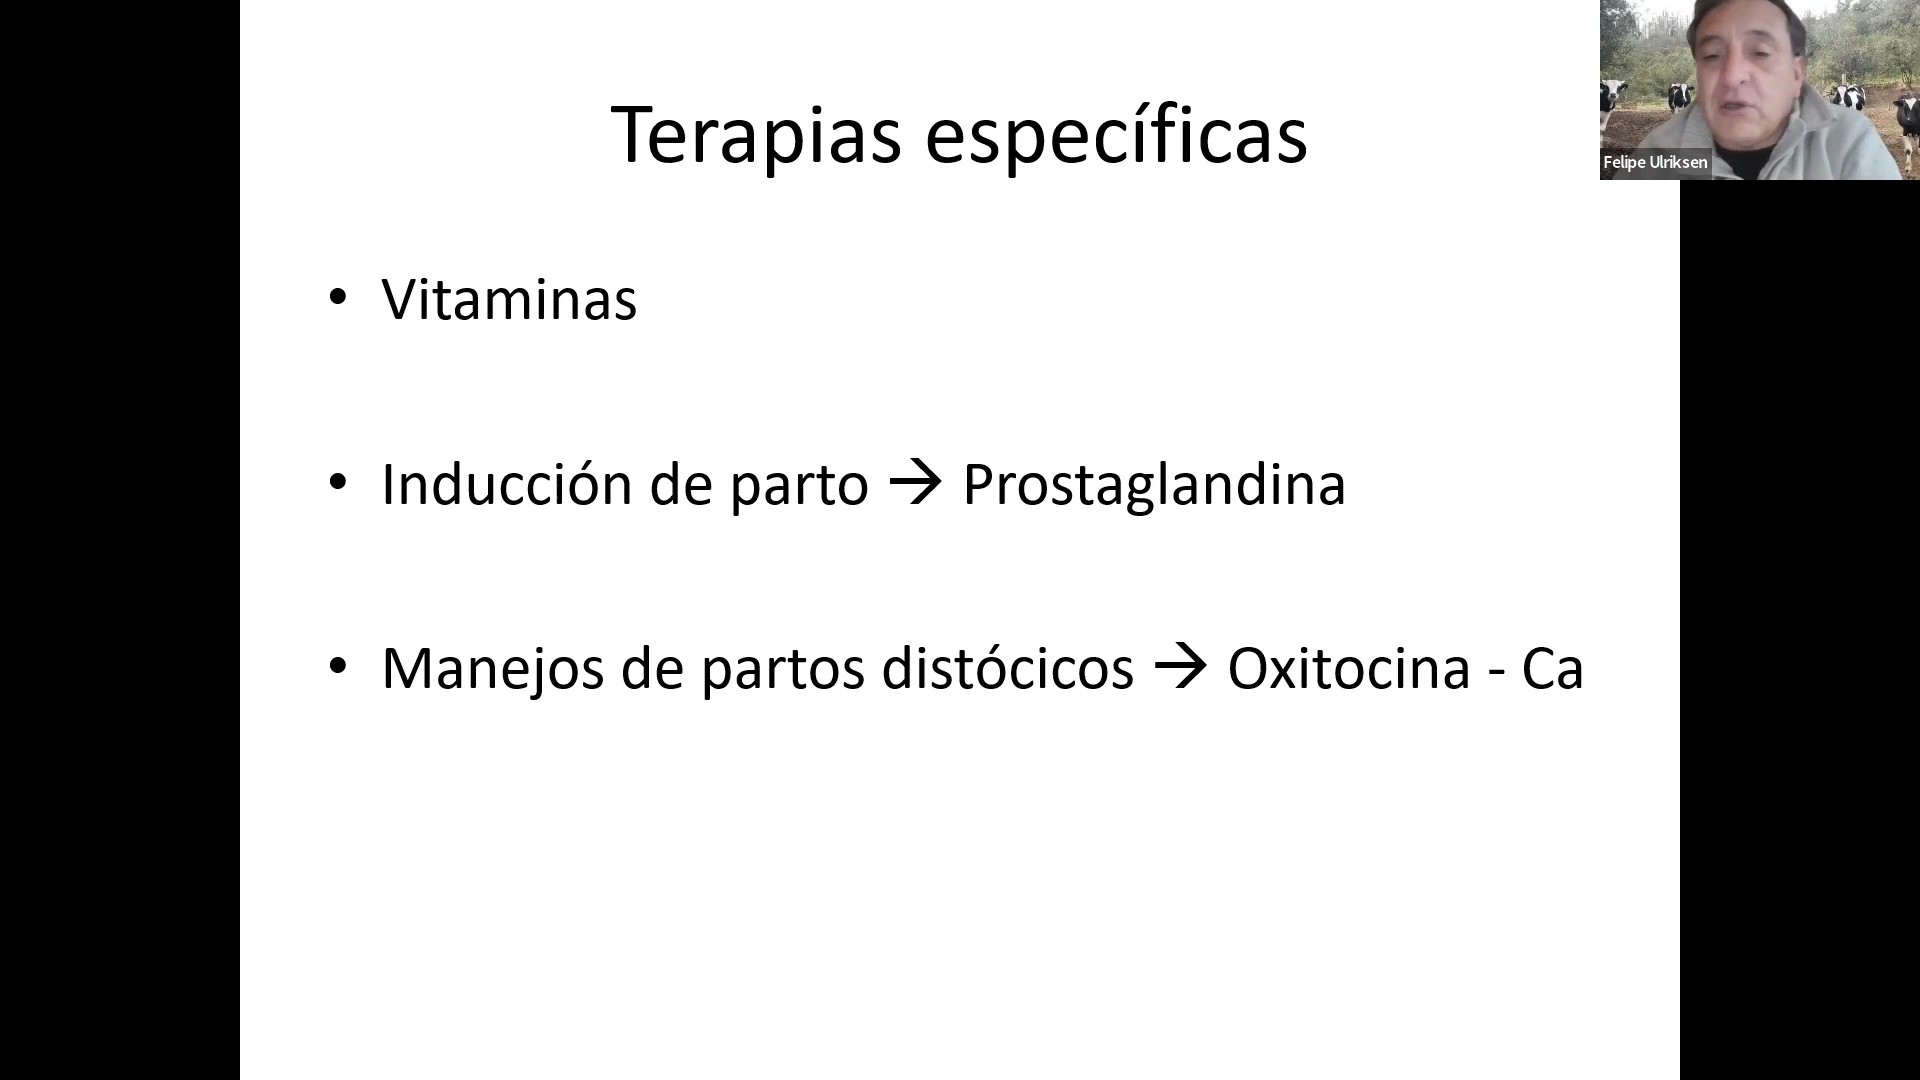 Terapias específicas
Felipe Ulriksen
• Vitaminas
• Inducción de parto → Prostaglandina
• Manejos de partos distócicos → Oxitocina - Ca